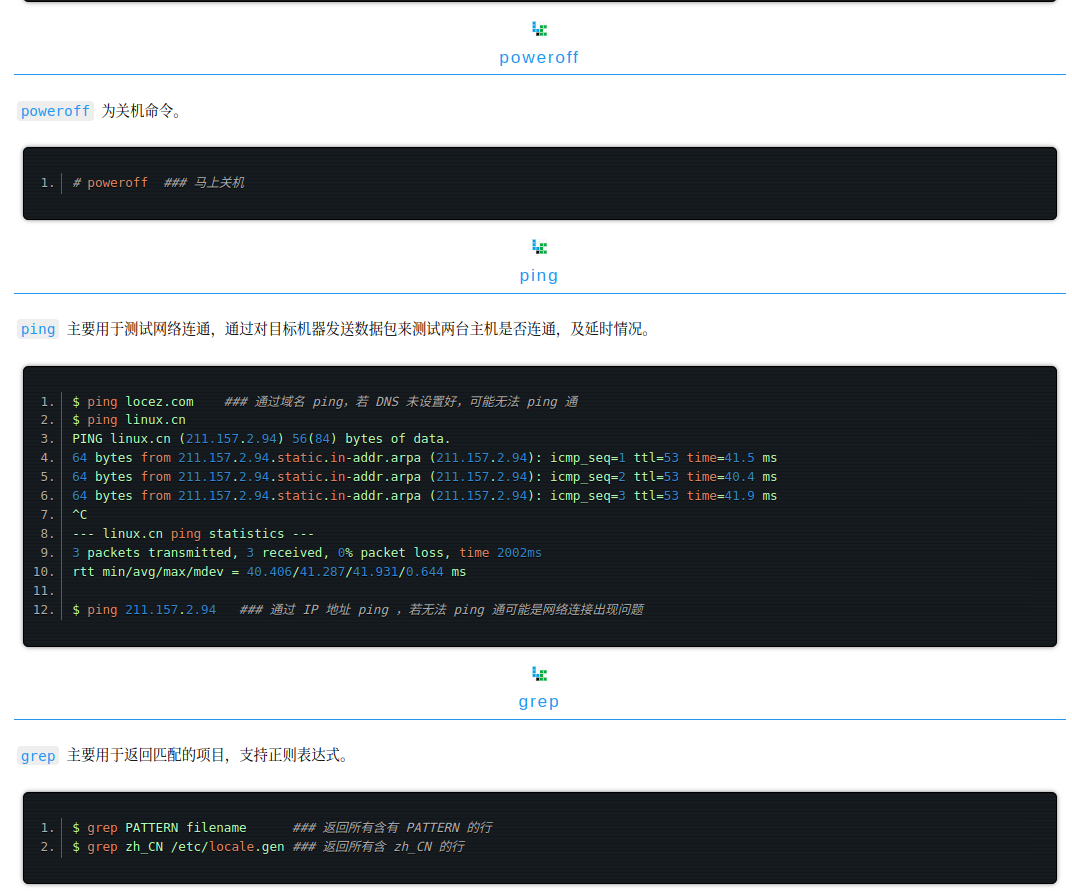 poweroff
poweroff 为关机命令。
1. # poweroff  ### 马上关机
ping
ping 主要用于测试网络连通，通过对目标机器发送数据包来测试两台主机是否连通，及延时情况。
1. $ ping locez.com    ### 通过域名 ping，若 DNS 未设置好，可能无法 ping 通
2. $ ping linux.cn
3. PING linux.cn (211.157.2.94) 56(84) bytes of data.
4. 64 bytes from 211.157.2.94.static.in-addr.arpa (211.157.2.94): icmp_seq=1 ttl=53 time=41.5 ms
5. 64 bytes from 211.157.2.94.static.in-addr.arpa (211.157.2.94): icmp_seq=2 ttl=53 time=40.4 ms
6. 64 bytes from 211.157.2.94.static.in-addr.arpa (211.157.2.94): icmp_seq=3 ttl=53 time=41.9 ms
7. ^C
8. --- linux.cn ping statistics ---
9. 3 packets transmitted, 3 received, 0% packet loss, time 2002ms
10. rtt min/avg/max/mdev = 40.406/41.287/41.931/0.644 ms
11.
12. $ ping 211.157.2.94   ### 通过 IP 地址 ping ，若无法 ping 通可能是网络连接出现问题
grep
grep 主要用于返回匹配的项目，支持正则表达式。
1. $ grep PATTERN filename      ### 返回所有含有 PATTERN 的行
2. $ grep zh_CN /etc/locale.gen ### 返回所有含 zh_CN 的行